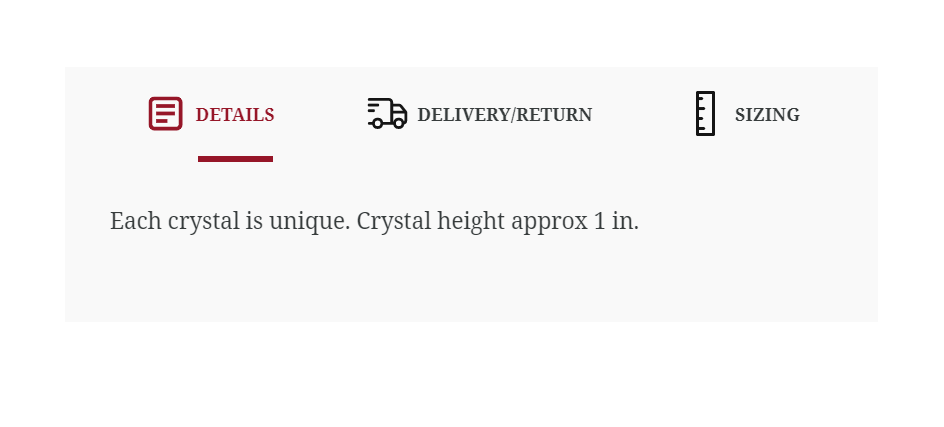 DETAILS DELIVERY/RETURN SIZING
Each crystal is unique. Crystal height approx 1 in.